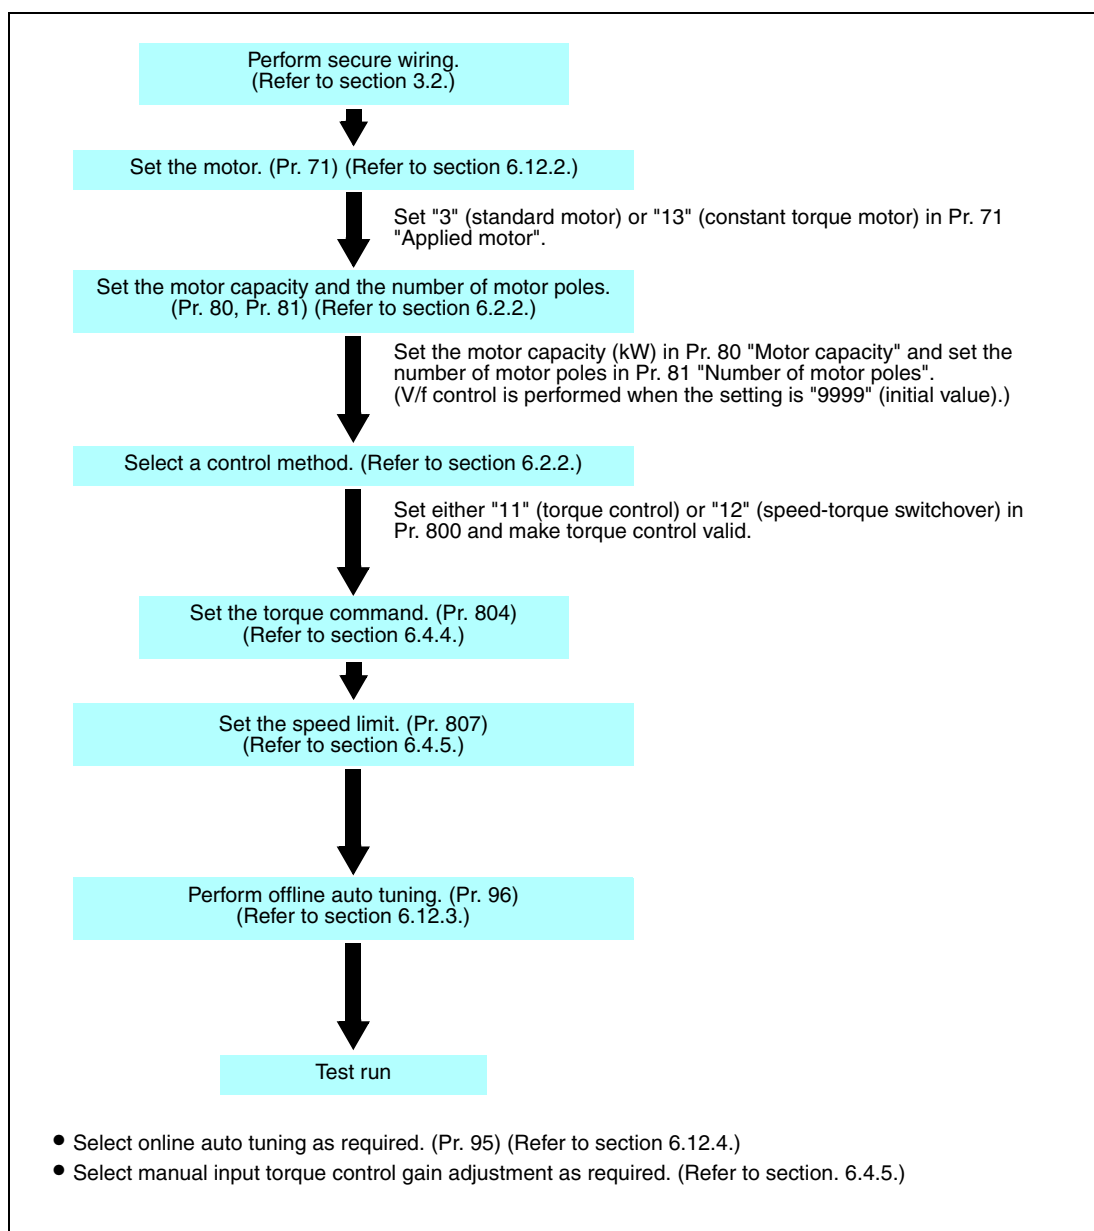 Perform secure wiring.
(Refer to section 3.2.)
Set the motor. (Pr. 71) (Refer to section 6.12.2.)
Set "3" (standard motor) or "13" (constant torque motor) in Pr. 71
"Applied motor".
Set the motor capacity and the number of motor poles.
(Pr. 80, Pr. 81) (Refer to section 6.2.2.)
Set the motor capacity (kW) in Pr. 80 "Motor capacity" and set the
number of motor poles in Pr. 81 "Number of motor poles".
(V/f control is performed when the setting is "9999" (initial value).)
Select a control method. (Refer to section 6.2.2.)
Set either "11" (torque control) or "12" (speed-torque switchover) in
Pr. 800 and make torque control valid.
Set the torque command. (Pr. 804)
(Refer to section 6.4.4.)
Set the speed limit. (Pr. 807)
(Refer to section 6.4.5.)
Perform offline auto tuning. (Pr. 96)
(Refer to section 6.12.3.)
Test run
● Select online auto tuning as required. (Pr. 95) (Refer to section 6.12.4.)
● Select manual input torque control gain adjustment as required. (Refer to section. 6.4.5.)